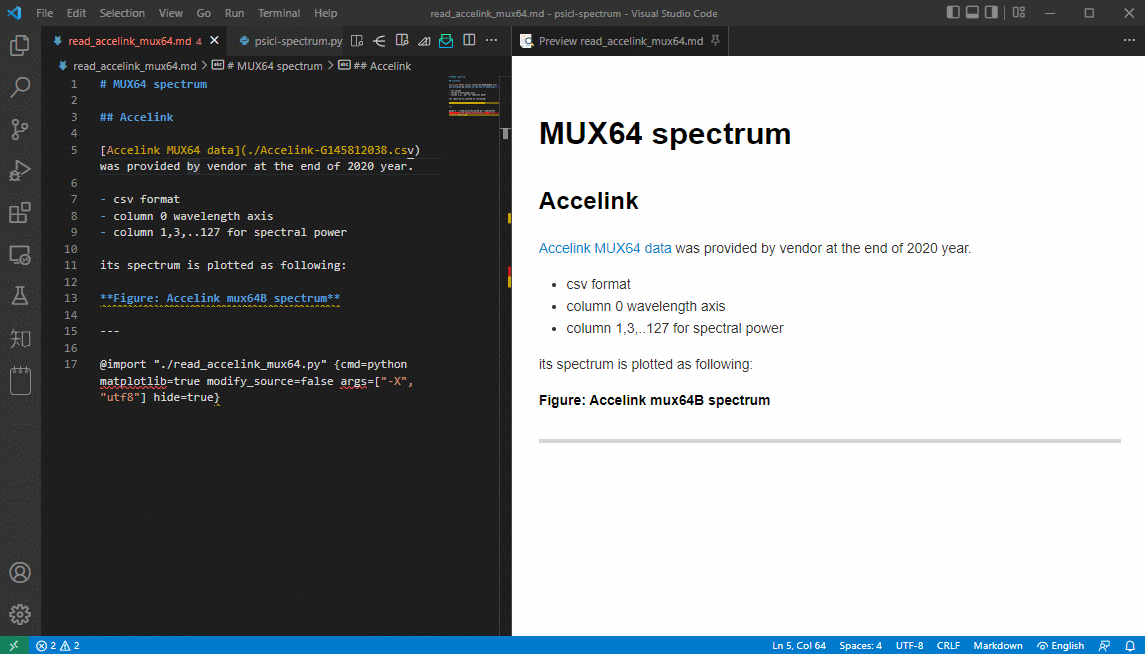 File Edit Selection View Go Run Terminal Help
read_accelink_mux64.md - psicl-spectrum - Visual Studio Code
read_accelink_mux64.md 4
psicl-spectrum.py
Preview read_accelink_mux64.md
read_accelink_mux64.md > abc # MUX64 spectrum > abc ## Accelink
1 # MUX64 spectrum
2
3 ## Accelink
4
5 [Accelink MUX64 data](./Accelink-G145812038.csv)
was provided by vendor at the end of 2020 year.
6
7 - csv format
8 - column 0 wavelength axis
9 - column 1,3,..127 for spectral power
10
11 its spectrum is plotted as following:
12
13 **Figure: Accelink mux64B spectrum**
14
15 ---
16
17 @import "./read_accelink_mux64.py" {cmd=python
matplotlib=true modify_source=false args=["-X",
"utf8"] hide=true}
知
MUX64 spectrum
Accelink
Accelink MUX64 data was provided by vendor at the end of 2020 year.
• csv format
• column 0 wavelength axis
• column 1,3,..127 for spectral power
its spectrum is plotted as following:
Figure: Accelink mux64B spectrum
2 2
Ln 5, Col 64 Spaces: 4 UTF-8 CRLF Markdown English